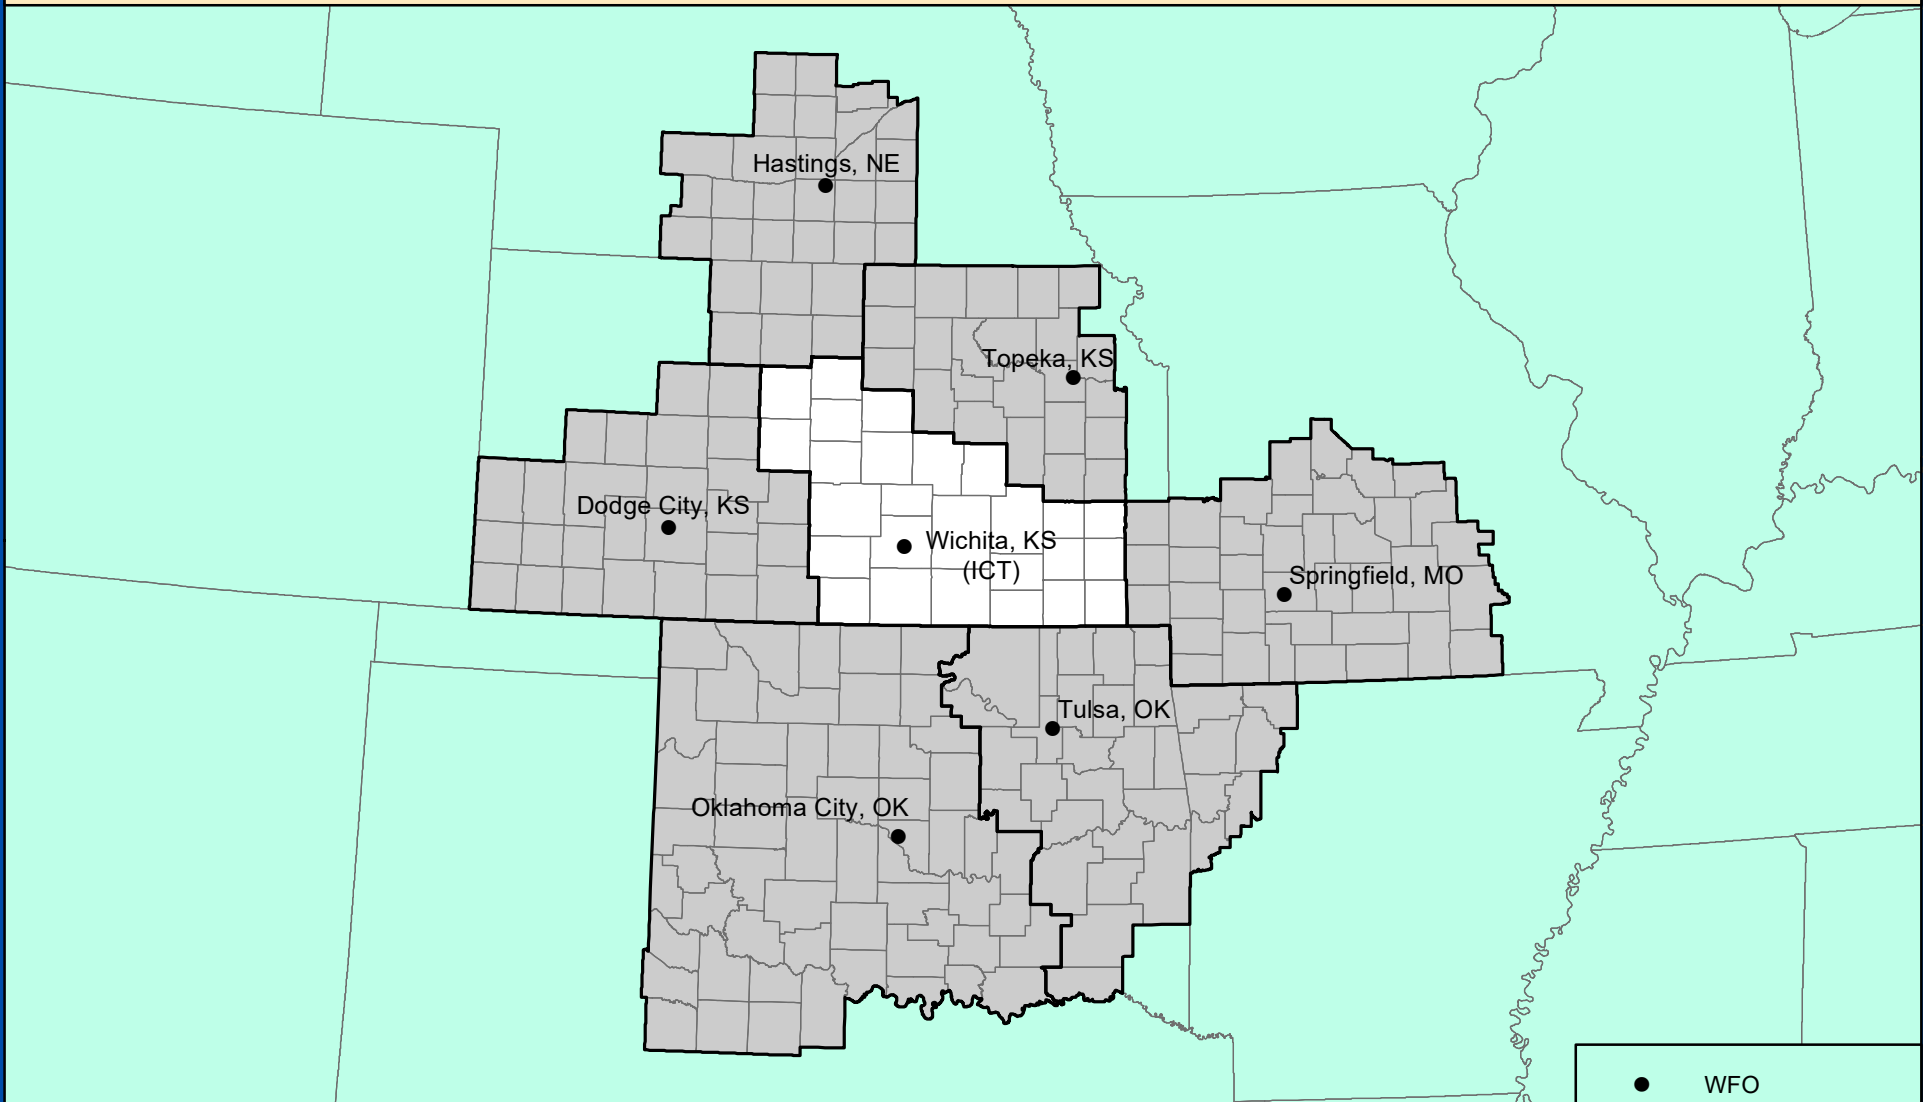 Hastings, NE
Topeka, KS
Dodge City, KS
Wichita, KS
(ICT)
Springfield, MO
Tulsa, OK
Oklahoma City, OK
WFO